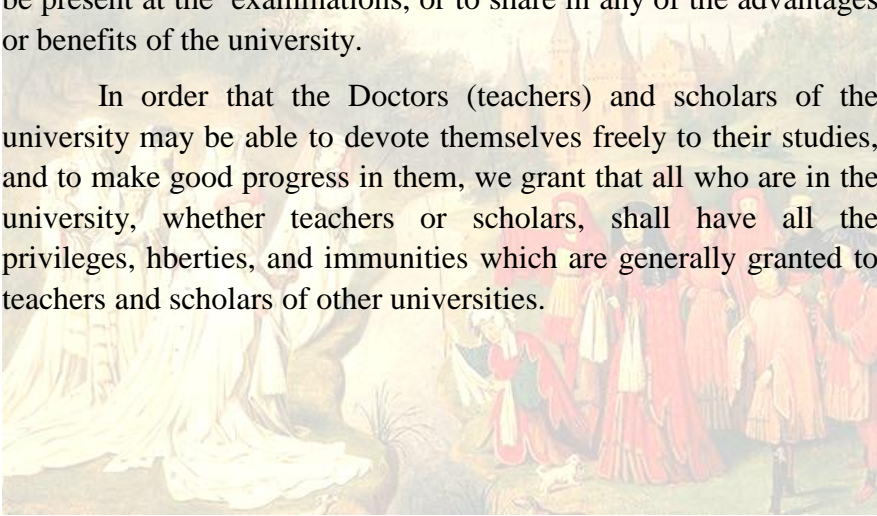 be present at the examinations, or to share in any of the advantages
or benefits of the university.
In order that the Doctors (teachers) and scholars of the
university may be able to devote themselves freely to their studies,
and to make good progress in them, we grant that all who are in the
university, whether teachers or scholars, shall have all the
privileges, hberties, and immunities which are generally granted to
teachers and scholars of other universities.